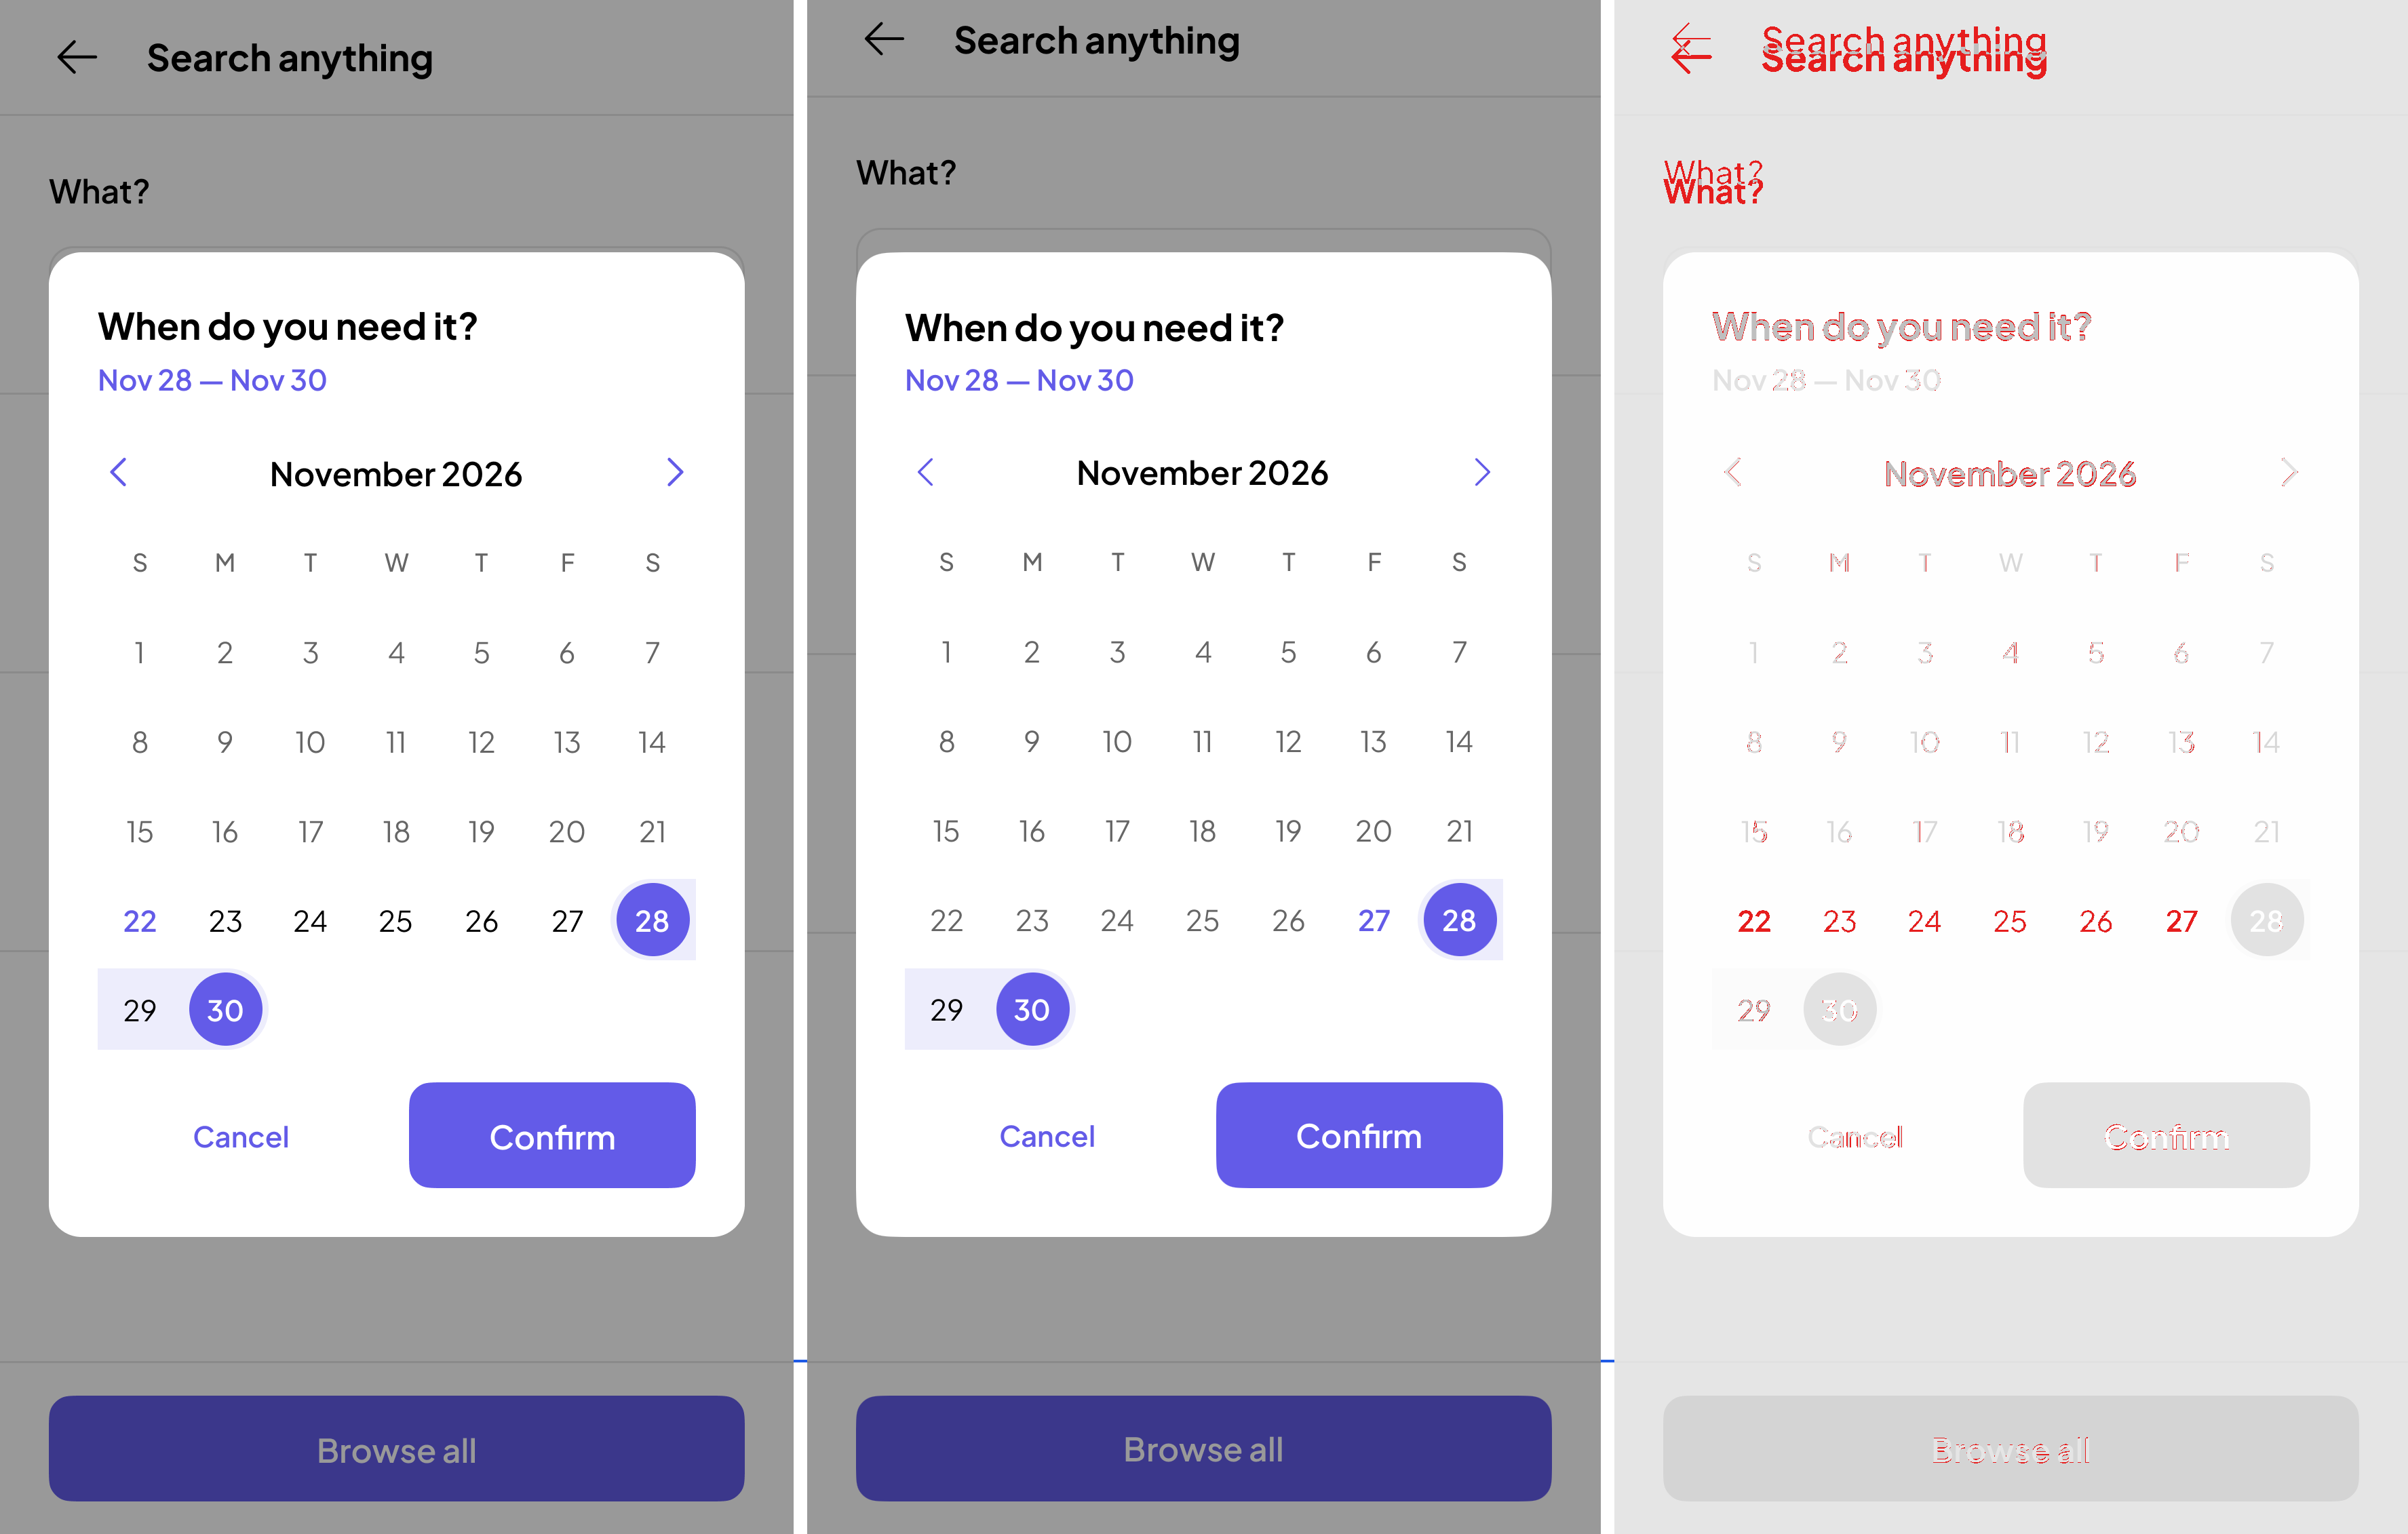 Search anything
What?
When do you need it?
Nov 28 — Nov 30
November 2026
S M T W T F S
1 2 3 4 5 6 7
8 9 10 11 12 13 14
15 16 17 18 19 20 21
22 23 24 25 26 27 28
29 30
Cancel Confirm
Browse all
Search anything
What?
When do you need it?
Nov 28 — Nov 30
November 2026
S M T W T F S
1 2 3 4 5 6 7
8 9 10 11 12 13 14
15 16 17 18 19 20 21
22 23 24 25 26 27 28
29 30
Cancel Confirm
Browse all
Search anything
Search anything
What?
What?
When do you need it?
Nov 28 — Nov 30
November 2026
S M T W T F S
1 2 3 4 5 6 7
8 9 10 11 12 13 14
15 16 17 18 19 20 21
22 23 24 25 26 27 28
29 30
Cancel Confirm
Browse all